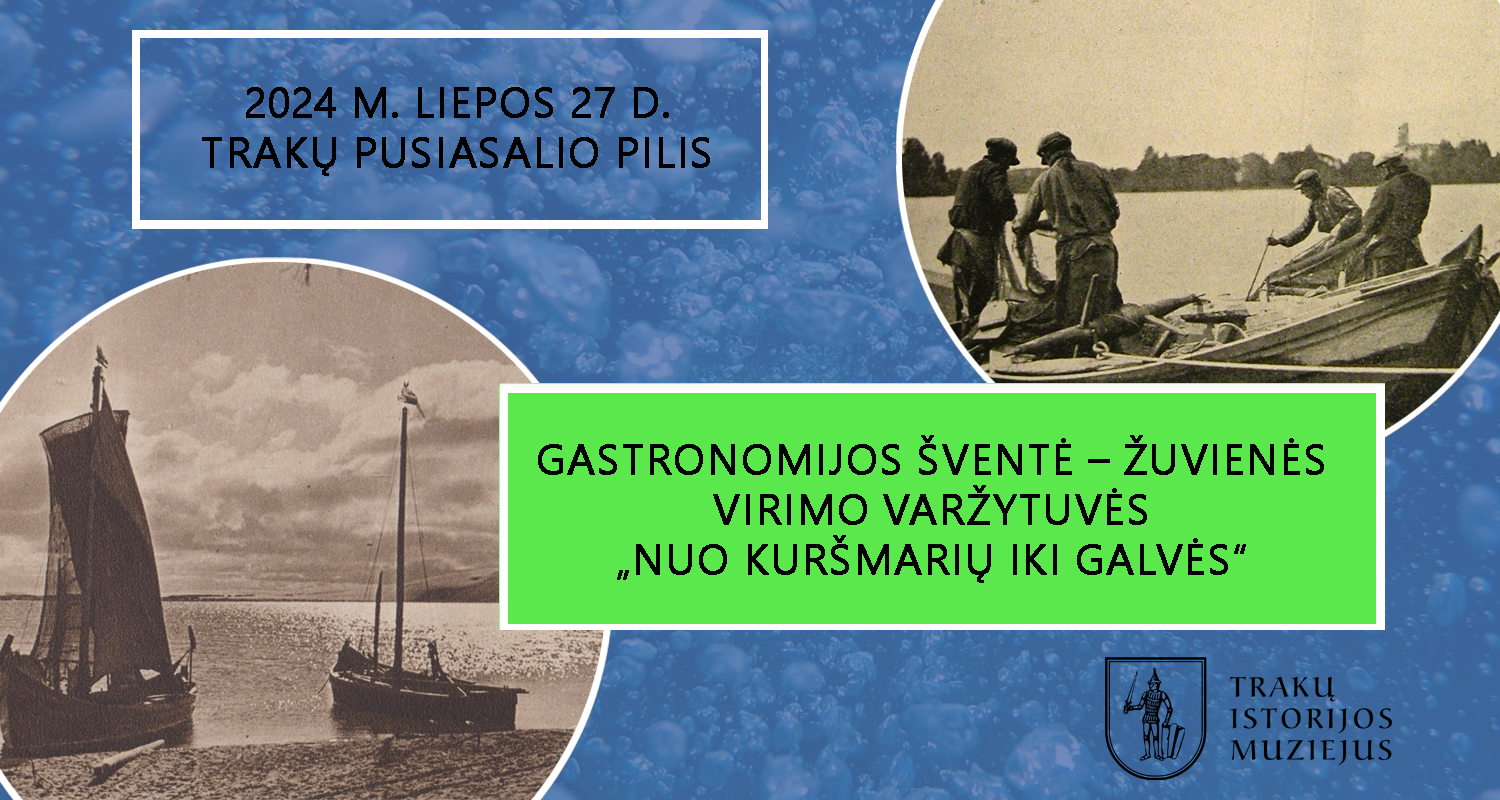 2024 M. LIEPOS 27 D.
TRAKŲ PUSIASALIO PILIS
GASTRONOMIJOS ŠVENTĖ – ŽUVIENĖS
VIRIMO VARŽYTUVĖS
„NUO KURŠMARIŲ IKI GALVĖS“
TRAKŲ
ISTORIJOS
MUZIEJUS